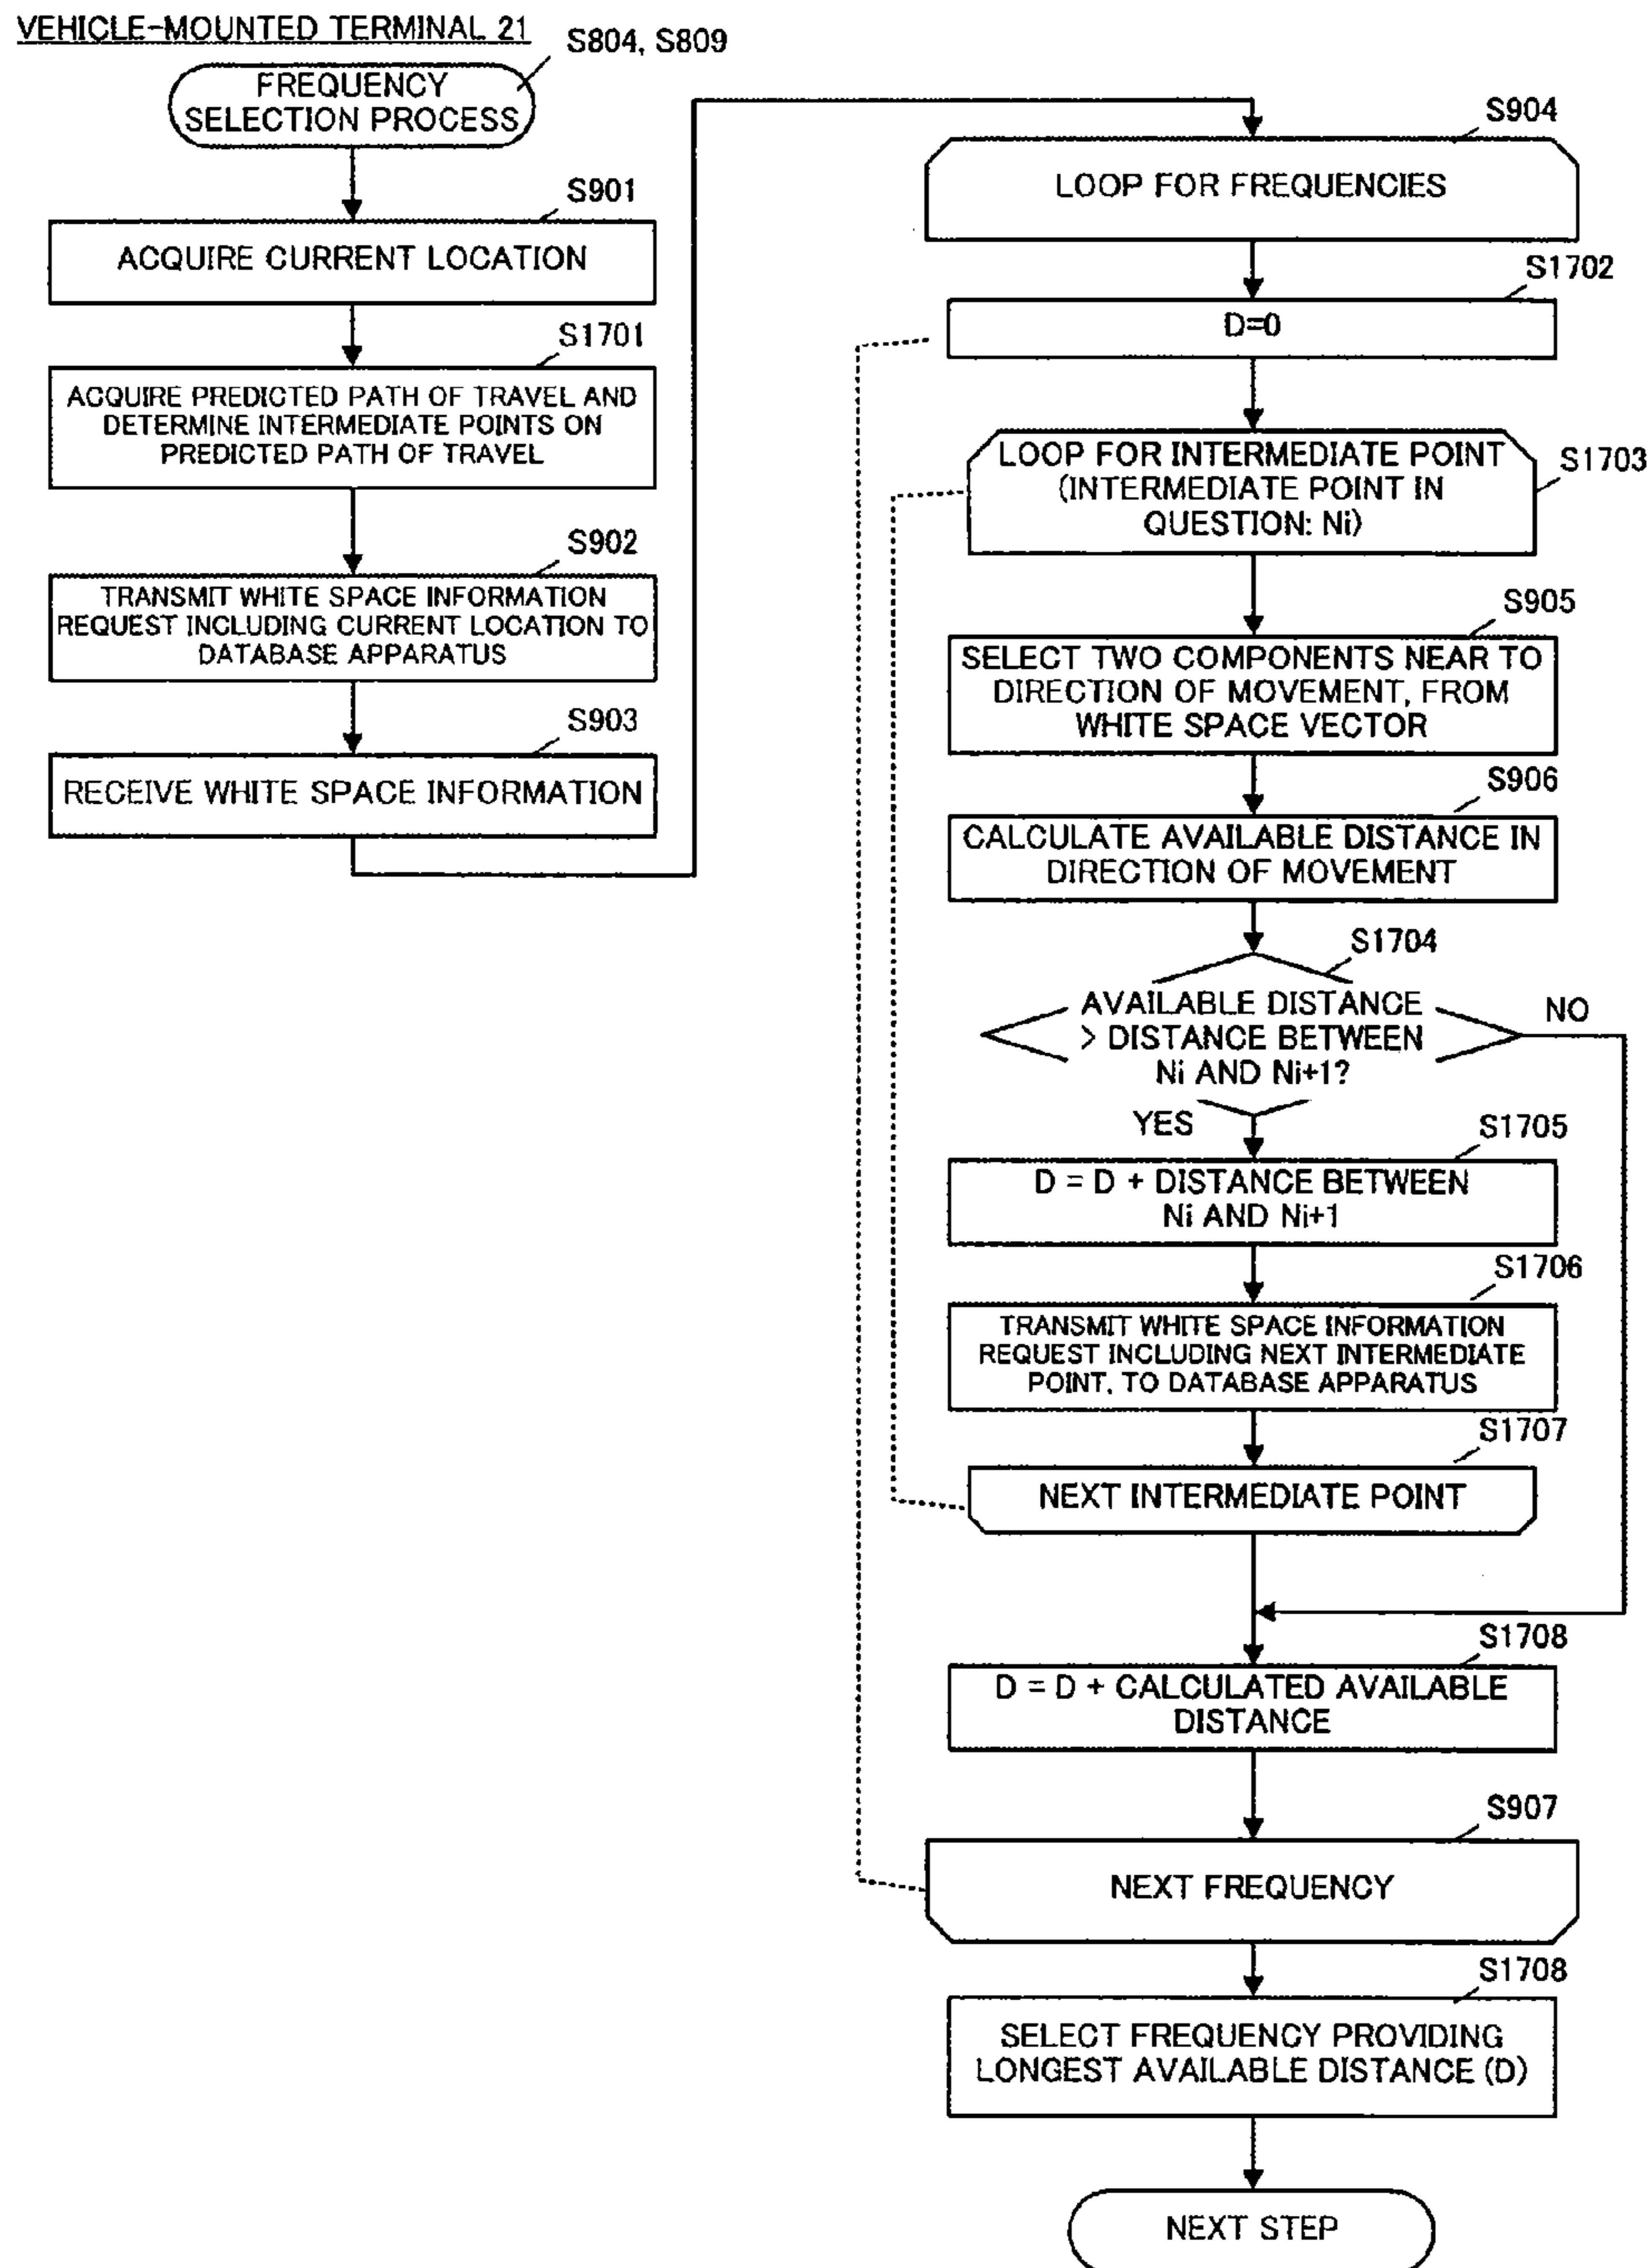 VEHICLE-MOUNTED TERMINAL 21
S804, S809
FREQUENCY
SELECTION PROCESS
S901
ACQUIRE CURRENT LOCATION
S1701
ACQUIRE PREDICTED PATH OF TRAVEL AND
DETERMINE INTERMEDIATE POINTS ON
PREDICTED PATH OF TRAVEL
S902
TRANSMIT WHITE SPACE INFORMATION
REQUEST INCLUDING CURRENT LOCATION TO
DATABASE APPARATUS
S903
RECEIVE WHITE SPACE INFORMATION
S904
LOOP FOR FREQUENCIES
S1702
D=0
LOOP FOR INTERMEDIATE POINT
(INTERMEDIATE POINT IN
QUESTION: Ni)
S1703
S905
SELECT TWO COMPONENTS NEAR TO
DIRECTION OF MOVEMENT, FROM
WHITE SPACE VECTOR
S906
CALCULATE AVAILABLE DISTANCE IN
DIRECTION OF MOVEMENT
S1704
AVAILABLE DISTANCE
> DISTANCE BETWEEN
Ni AND Ni+1?
NO
YES
S1705
D = D + DISTANCE BETWEEN
Ni AND Ni+1
S1706
TRANSMIT WHITE SPACE INFORMATION
REQUEST INCLUDING NEXT INTERMEDIATE
POINT, TO DATABASE APPARATUS
S1707
NEXT INTERMEDIATE POINT
S1708
D = D + CALCULATED AVAILABLE
DISTANCE
S907
NEXT FREQUENCY
S1708
SELECT FREQUENCY PROVIDING
LONGEST AVAILABLE DISTANCE (D)
NEXT STEP